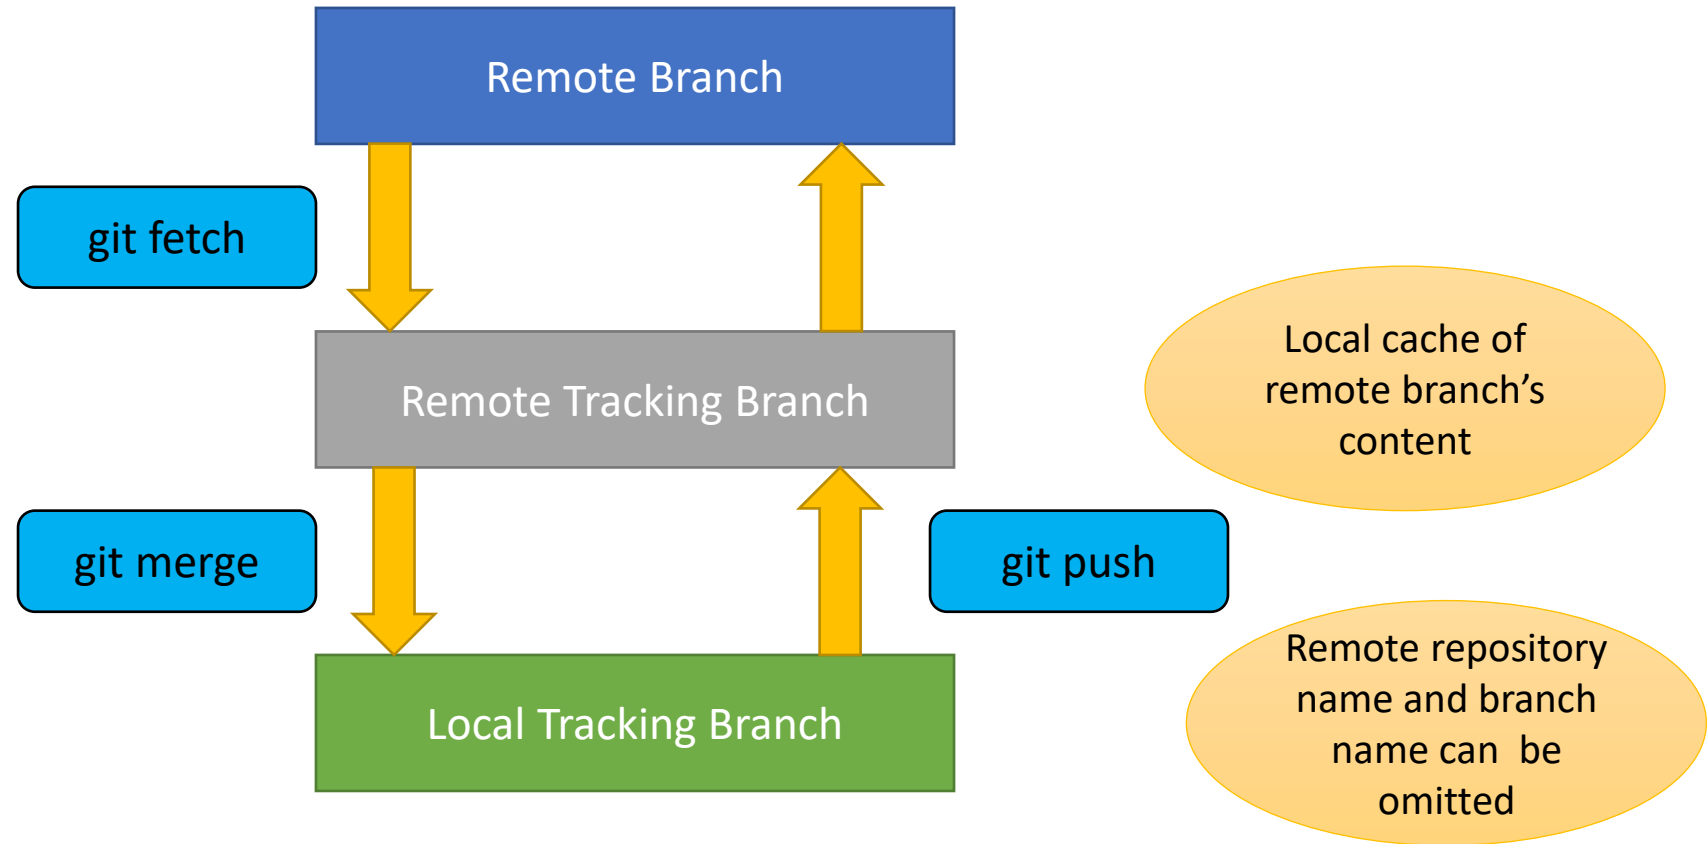 Remote Branch
git fetch
Remote Tracking Branch
Local cache of
remote branch’s
content
git merge
git push
Local Tracking Branch
Remote repository
name and branch
name can  be
omitted